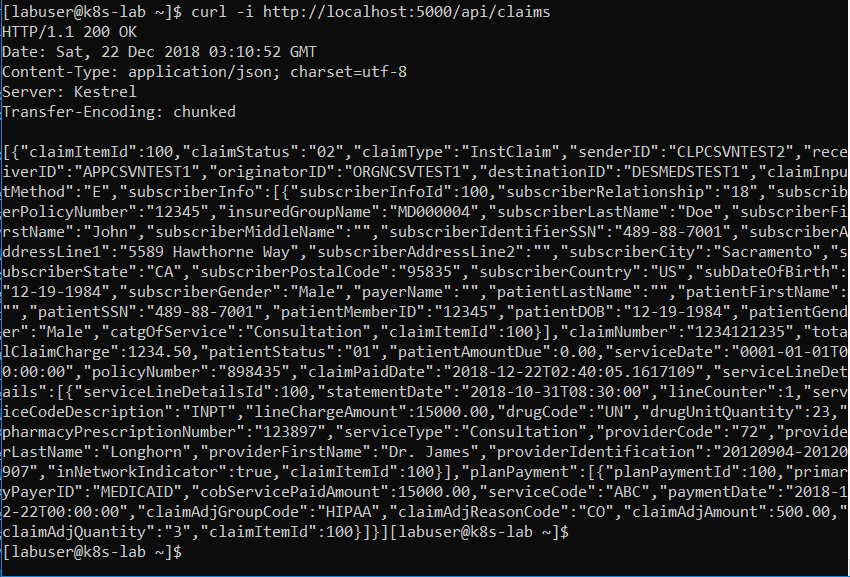 [labuser@k8s-lab ~]$ curl -i http://localhost:5000/api/claims
HTTP/1.1 200 OK
Date: Sat, 22 Dec 2018 03:10:52 GMT
Content-Type: application/json; charset=utf-8
Server: Kestrel
Transfer-Encoding: chunked

[{"claimItemId":100,"claimStatus":"02","claimType":"InstClaim","senderID":"CLPCSVNTEST2","rece
iverID":"APPCSVNTEST1","originatorID":"ORGNCSVTEST1","destinationID":"DESMEDSTEST1","claimInpu
tMethod":"E","subscriberInfo":[{"subscriberInfoId":100,"subscriberRelationship":"18","subscrib
erPolicyNumber":"12345","insuredGroupName":"MD000004","subscriberLastName":"Doe","subscriberFi
rstName":"John","subscriberMiddleName":"","subscriberIdentifierSSN":"489-88-7001","subscriberA
ddressLine1":"5589 Hawthorne Way","subscriberAddressLine2":"","subscriberCity":"Sacramento","s
ubscriberState":"CA","subscriberPostalCode":"95835","subscriberCountry":"US","subDateOfBirth":
"12-19-1984","subscriberGender":"Male","payerName":"","patientLastName":"","patientFirstName":
"","patientSSN":"489-88-7001","patientMemberID":"12345","patientDOB":"12-19-1984","patientGend
er":"Male","catgOfService":"Consultation","claimItemId":100}],"claimNumber":"1234121235","tota
lClaimCharge":1234.50,"patientStatus":"01","patientAmountDue":0.00,"serviceDate":"0001-01-01T0
0:00:00","policyNumber":"898435","claimPaidDate":"2018-12-22T02:40:05.1617109","serviceLineDet
ails":[{"serviceLineDetailsId":100,"statementDate":"2018-10-31T08:30:00","lineCounter":1,"serv
iceCodeDescription":"INPT","lineChargeAmount":15000.00,"drugCode":"UN","drugUnitQuantity":23,"
pharmacyPrescriptionNumber":"123897","serviceType":"Consultation","providerCode":"72","provide
rLastName":"Longhorn","providerFirstName":"Dr. James","providerIdentification":"20120904-20120
907","inNetworkIndicator":true,"claimItemId":100}],"planPayment":[{"planPaymentId":100,"primar
yPayerID":"MEDICAID","cobServicePaidAmount":15000.00,"serviceCode":"ABC","paymentDate":"2018-1
2-22T00:00:00","claimAdjGroupCode":"HIPAA","claimAdjReasonCode":"CO","claimAdjAmount":500.00,"
claimAdjQuantity":"3","claimItemId":100}]}][labuser@k8s-lab ~]$
[labuser@k8s-lab ~]$